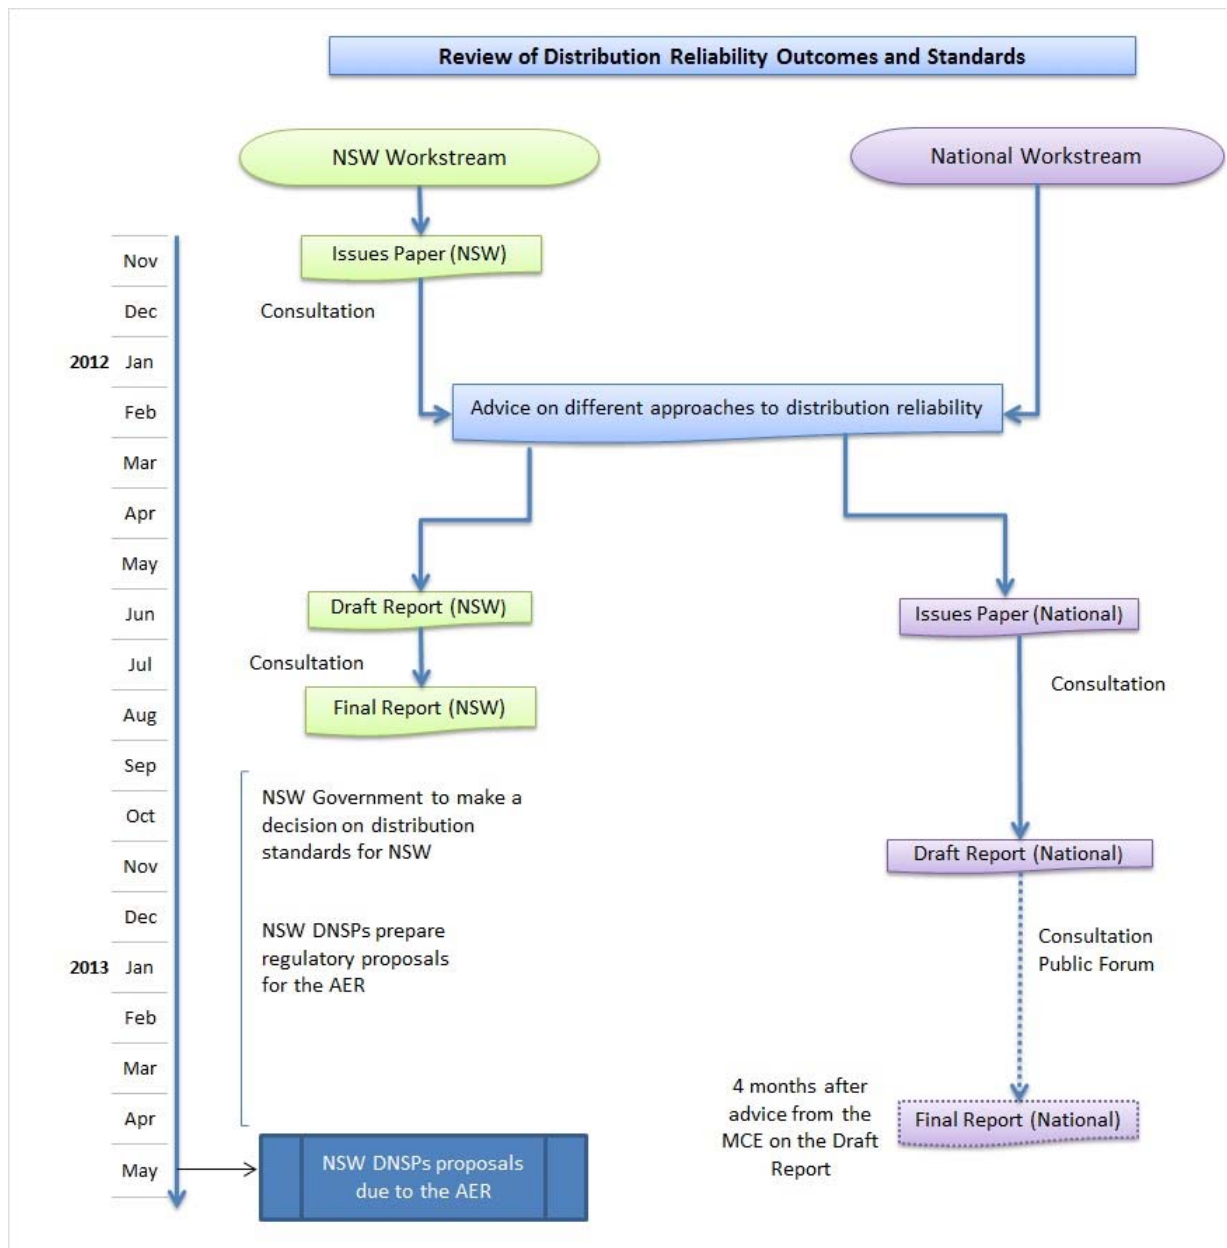 Review of Distribution Reliability Outcomes and Standards
NSW Workstream
National Workstream
Nov
Issues Paper (NSW)
Dec
Consultation
2012 Jan
Feb
Advice on different approaches to distribution reliability
Mar
Apr
May
Jun
Draft Report (NSW)
Issues Paper (National)
Jul
Consultation
Consultation
Aug
Final Report (NSW)
Sep
Oct
NSW Government to make a
decision on distribution
standards for NSW
Nov
Draft Report (National)
Dec
NSW DNSPs prepare
regulatory proposals
for the AER
2013 Jan
Consultation
Public Forum
Feb
Mar
Apr
4 months after
advice from the
MCE on the Draft
Report
Final Report (National)
May
NSW DNSPs proposals
due to the AER